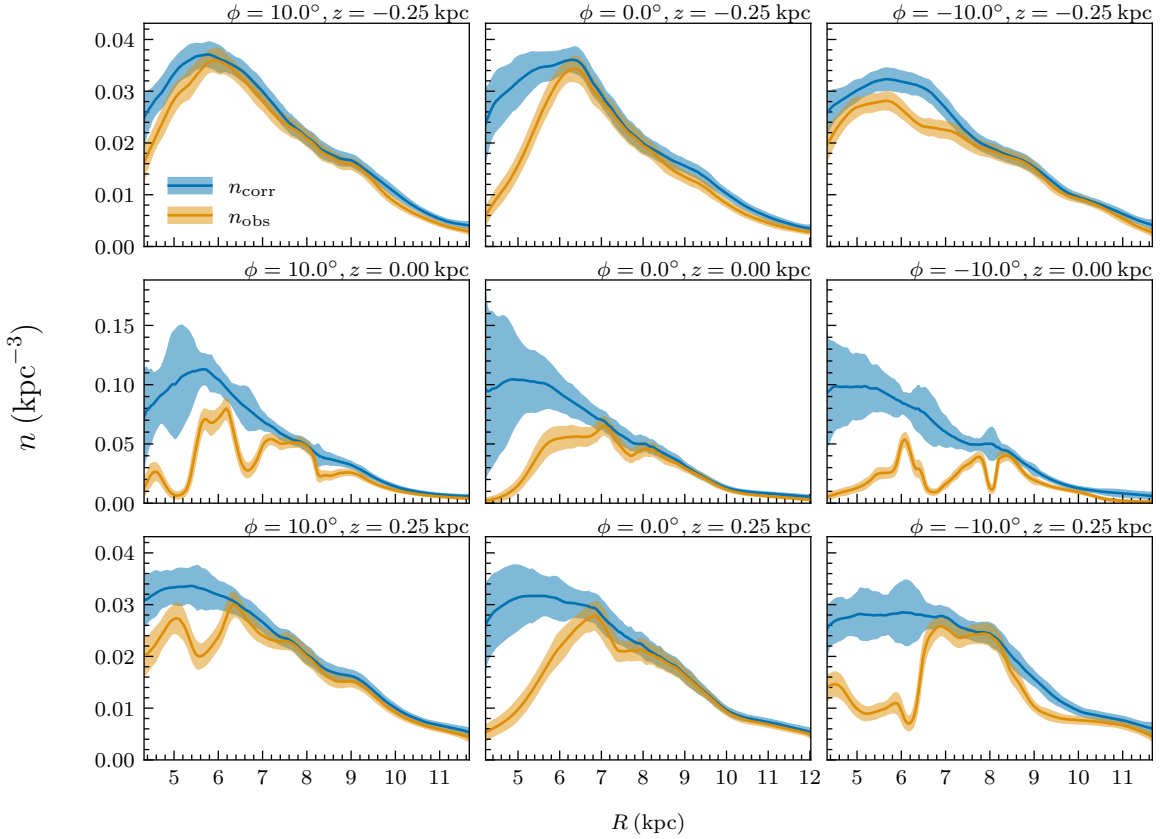 ϕ = 10.0°, z = −0.25 kpc
ϕ = 0.0°, z = −0.25 kpc
ϕ = −10.0°, z = −0.25 kpc
0.04
0.03
0.02
0.01
0.00
n_corr
n_obs
ϕ = 10.0°, z = 0.00 kpc
ϕ = 0.0°, z = 0.00 kpc
ϕ = −10.0°, z = 0.00 kpc
0.15
0.10
0.05
0.00
n (kpc⁻³)
ϕ = 10.0°, z = 0.25 kpc
ϕ = 0.0°, z = 0.25 kpc
ϕ = −10.0°, z = 0.25 kpc
0.04
0.03
0.02
0.01
0.00
5 6 7 8 9 10 11
5 6 7 8 9 10 11 12
5 6 7 8 9 10 11
R (kpc)